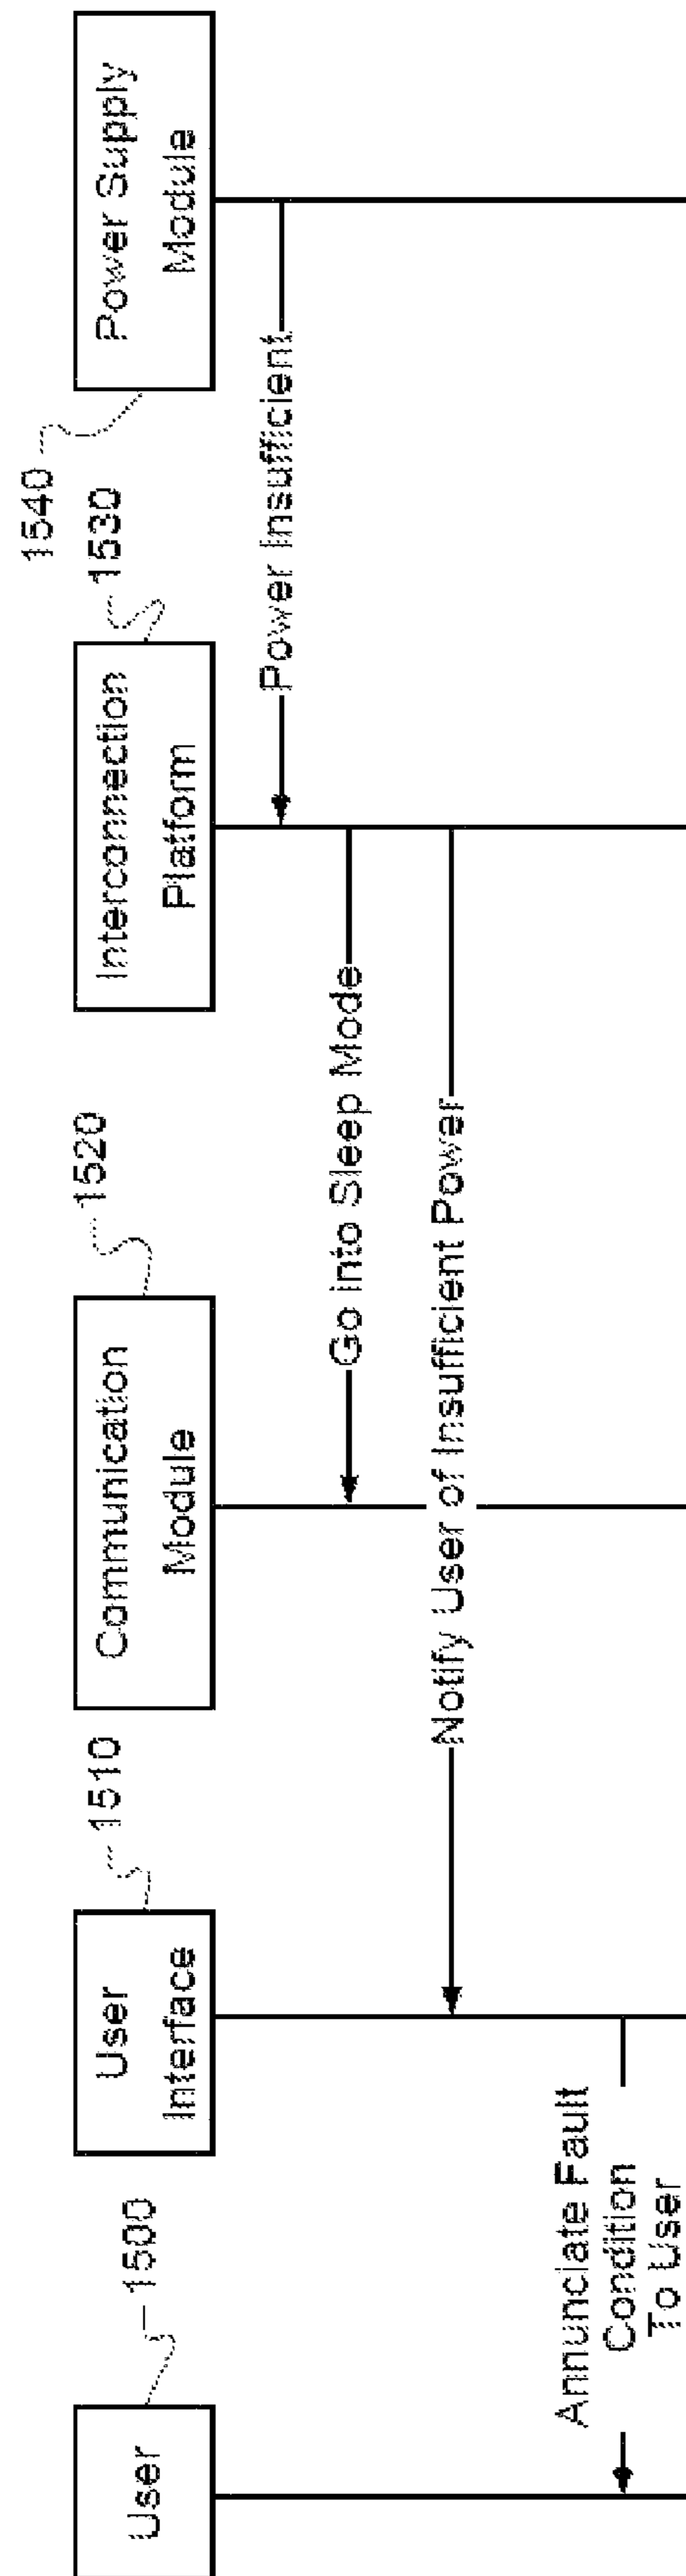 User
1500
User
Interface
1510
Communication
Module
1520
Interconnection
Platform
1530
Power Supply
Module
1540
Power Insufficient
Go into Sleep Mode
Notify User of Insufficient Power
Annunciate Fault
Condition
To User